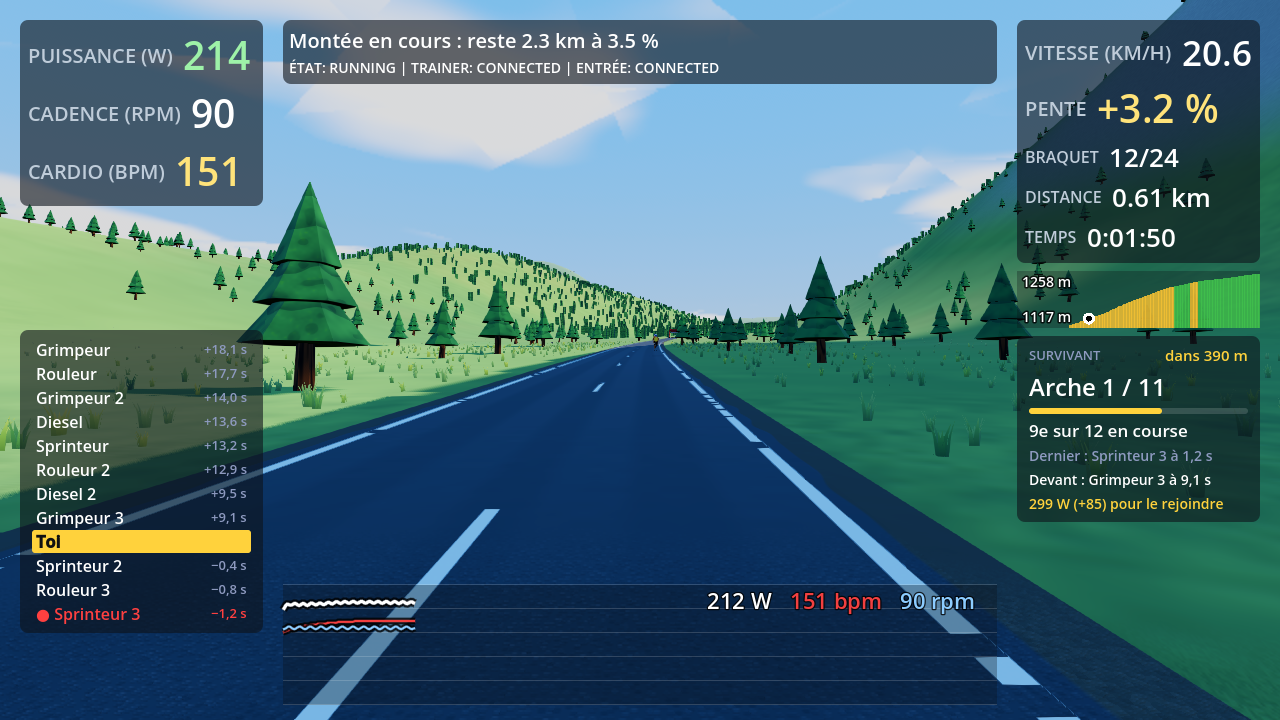 PUISSANCE (W) 214
CADENCE (RPM) 90
CARDIO (BPM) 151
Montée en cours : reste 2.3 km à 3.5 %
ÉTAT: RUNNING | TRAINER: CONNECTED | ENTRÉE: CONNECTED
VITESSE (KM/H) 20.6
PENTE +3.2 %
BRAQUET 12/24
DISTANCE 0.61 km
TEMPS 0:01:50
1258 m
1117 m
SURVIVANT dans 390 m
Arche 1 / 11
9e sur 12 en course
Dernier : Sprinteur 3 à 1,2 s
Devant : Grimpeur 3 à 9,1 s
299 W (+85) pour le rejoindre
Grimpeur +18,1 s
Rouleur +17,7 s
Grimpeur 2 +14,0 s
Diesel +13,6 s
Sprinteur +13,2 s
Rouleur 2 +12,9 s
Diesel 2 +9,5 s
Grimpeur 3 +9,1 s
Toi
Sprinteur 2 −0,4 s
Rouleur 3 −0,8 s
Sprinteur 3 −1,2 s
212 W 151 bpm 90 rpm